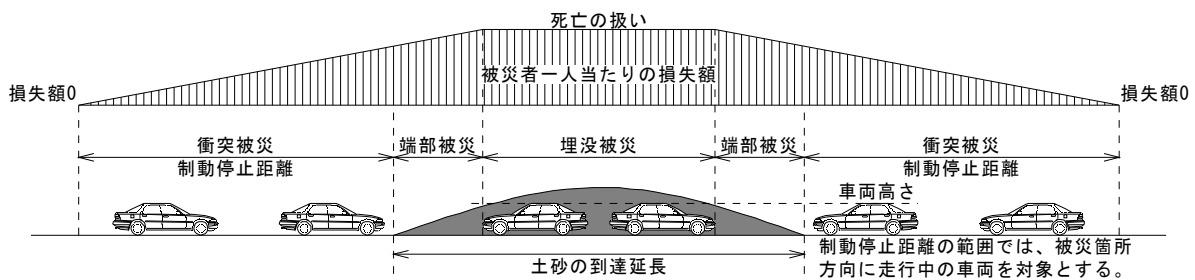 死亡の扱い
被災者一人当たりの損失額
損失額0
損失額0
衝突被災
端部被災
埋没被災
端部被災
衝突被災
制動停止距離
制動停止距離
車両高さ
土砂の到達延長
制動停止距離の範囲では、被災箇所
方向に走行中の車両を対象とする。